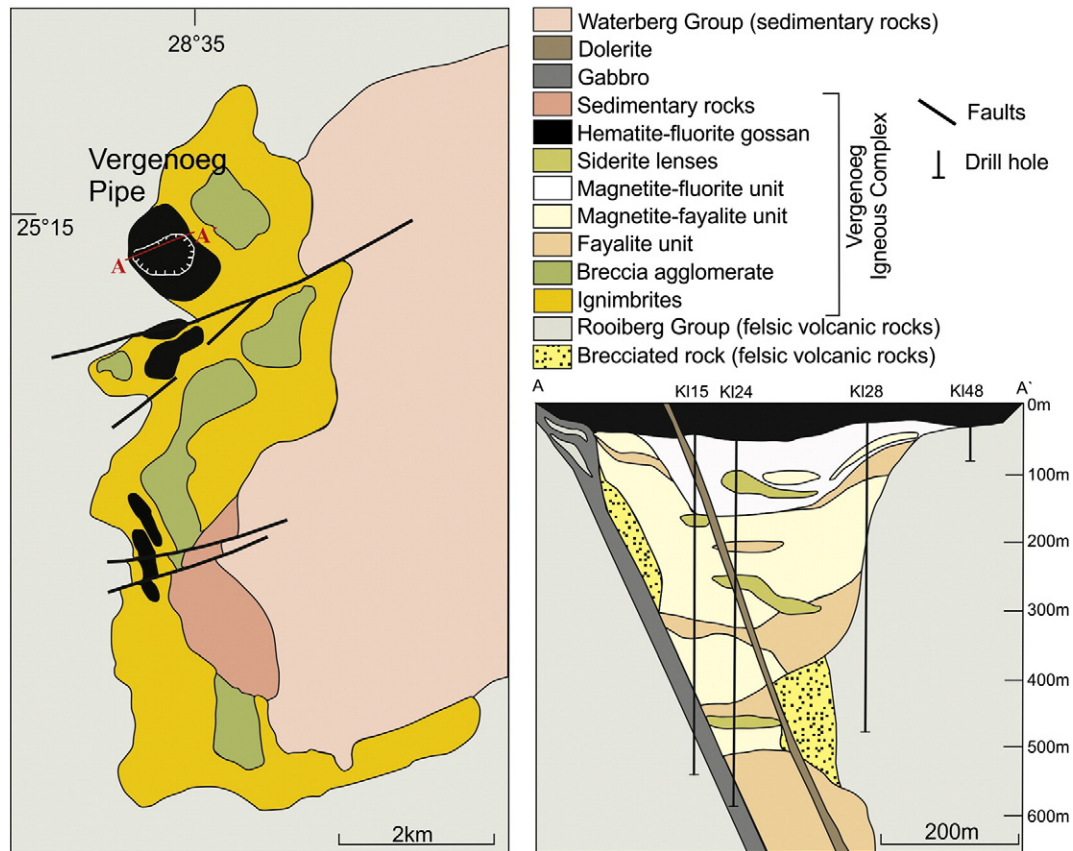 28°35
Vergenoeg
Pipe
25°15
A
A'
2km
Waterberg Group (sedimentary rocks)
Dolerite
Gabbro
Sedimentary rocks
Hematite-fluorite gossan
Siderite lenses
Magnetite-fluorite unit
Magnetite-fayalite unit
Fayalite unit
Breccia agglomerate
Ignimbrites
Rooiberg Group (felsic volcanic rocks)
Brecciated rock (felsic volcanic rocks)
Vergenoeg
Igneous Complex
Faults
Drill hole
A KI15 KI24 KI28 KI48 A`
0m
100m
200m
300m
400m
500m
600m
200m